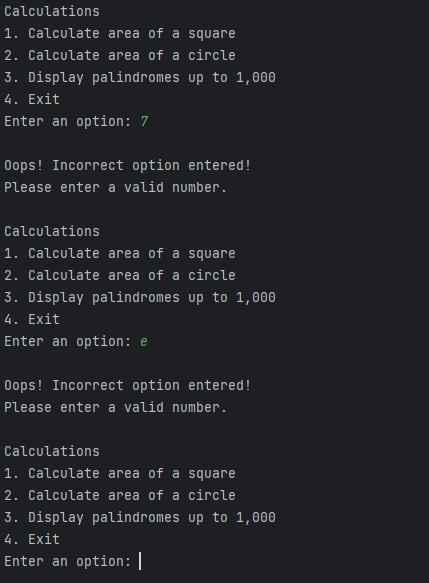 Calculations
1. Calculate area of a square
2. Calculate area of a circle
3. Display palindromes up to 1,000
4. Exit
Enter an option: 7
Oops! Incorrect option entered!
Please enter a valid number.
Calculations
1. Calculate area of a square
2. Calculate area of a circle
3. Display palindromes up to 1,000
4. Exit
Enter an option: e
Oops! Incorrect option entered!
Please enter a valid number.
Calculations
1. Calculate area of a square
2. Calculate area of a circle
3. Display palindromes up to 1,000
4. Exit
Enter an option: